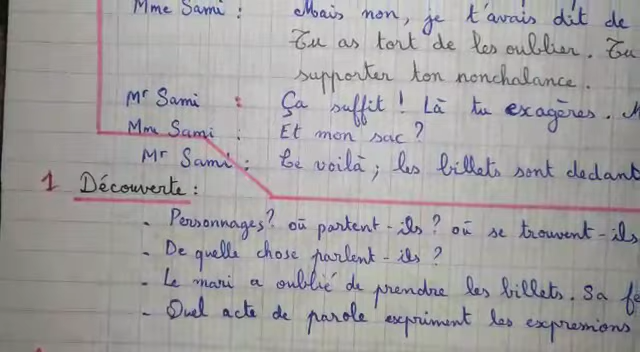 Mme Sami : Mais non, je t'avais dit de
Tu as tort de les oublier. Tu
supporter ton nonchalance.
Mr Sami : Ça suffit ! Là tu exagères.
Mme Sami : Et mon sac ?
Mr Sami : Le voilà ; les billets sont dedant
1 Découverte :
- Personnages ? où partent-ils ? où se trouvent-ils
- De quelle chose parlent-ils ?
- Le mari a oublié de prendre les billets. Sa
- Quel acte de parole expriment les expressions